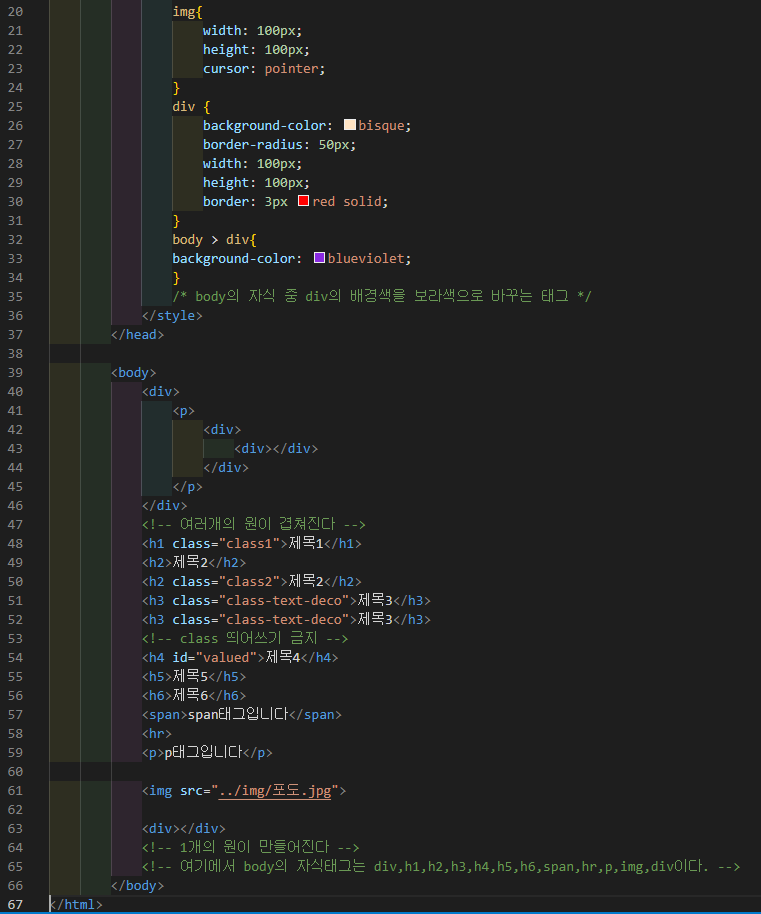 20 img{
21 width: 100px;
22 height: 100px;
23 cursor: pointer;
24 }
25 div {
26 background-color: bisque;
27 border-radius: 50px;
28 width: 100px;
29 height: 100px;
30 border: 3px red solid;
31 }
32 body > div{
33 background-color: blueviolet;
34 }
35 /* body의 자식 중 div의 배경색을 보라색으로 바꾸는 태그 */
36 </style>
37 </head>
38
39 <body>
40 <div>
41 <p>
42 <div>
43 <div></div>
44 </div>
45 </p>
46 </div>
47 <!-- 여러개의 원이 겹쳐진다 -->
48 <h1 class="class1">제목1</h1>
49 <h2>제목2</h2>
50 <h2 class="class2">제목2</h2>
51 <h3 class="class-text-deco">제목3</h3>
52 <h3 class="class-text-deco">제목3</h3>
53 <!-- class 띄어쓰기 금지 -->
54 <h4 id="valued">제목4</h4>
55 <h5>제목5</h5>
56 <h6>제목6</h6>
57 <span>span태그입니다</span>
58 <hr>
59 <p>p태그입니다</p>
60
61 <img src="../img/포도.jpg">
62
63 <div></div>
64 <!-- 1개의 원이 만들어진다 -->
65 <!-- 여기에서 body의 자식태그는 div,h1,h2,h3,h4,h5,h6,span,hr,p,img,div이다. -->
66 </body>
67 </html>